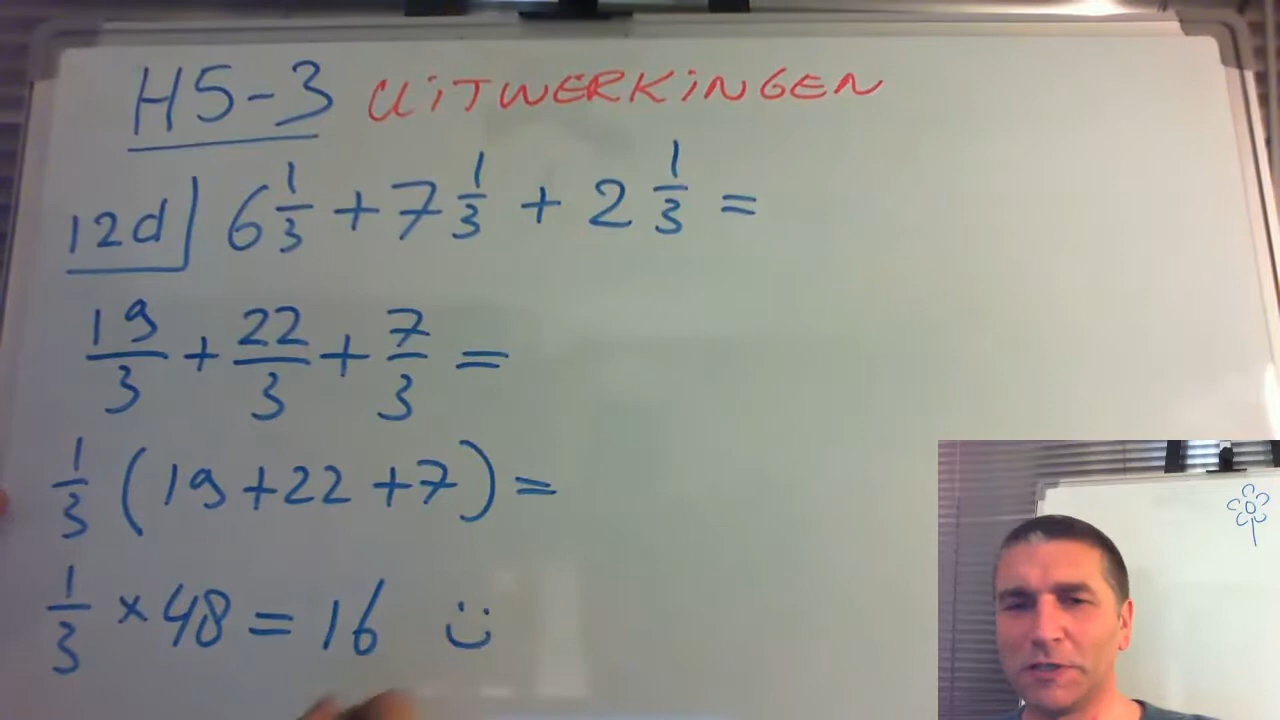 H5-3 UITWERKINGEN
12d 6 1/3 + 7 1/3 + 2 1/3 =
19/3 + 22/3 + 7/3 =
1/3 (19+22+7) =
1/3 × 48 = 16